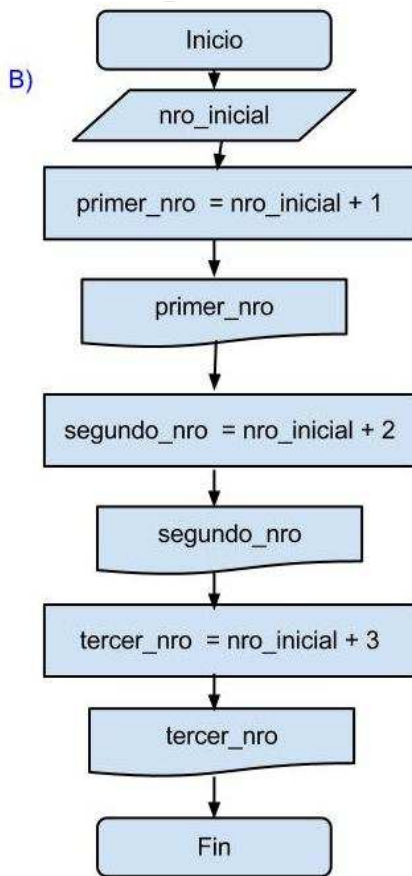 Inicio
B)
nro_inicial
primer_nro = nro_inicial + 1
primer_nro
segundo_nro = nro_inicial + 2
segundo_nro
tercer_nro = nro_inicial + 3
tercer_nro
Fin